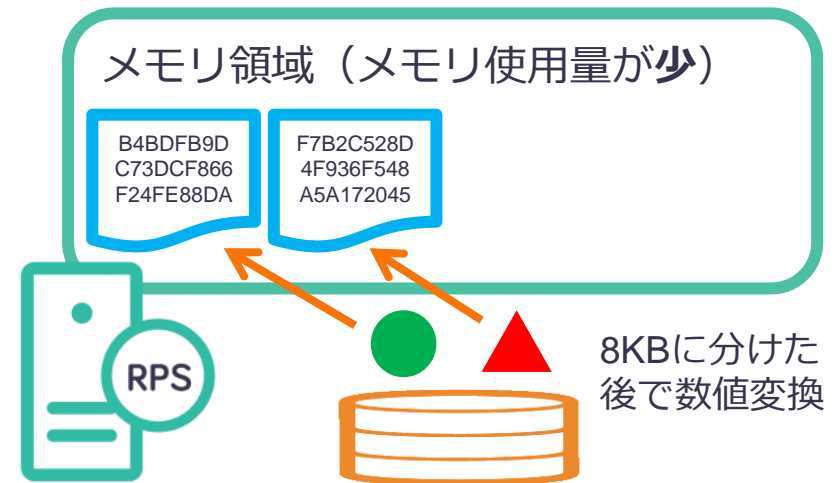 メモリ領域（メモリ使用量が少）
B4BDFB9D
C73DCF866
F24FE88DA
F7B2C528D
4F936F548
A5A172045
RPS
8KBに分けた
後で数値変換